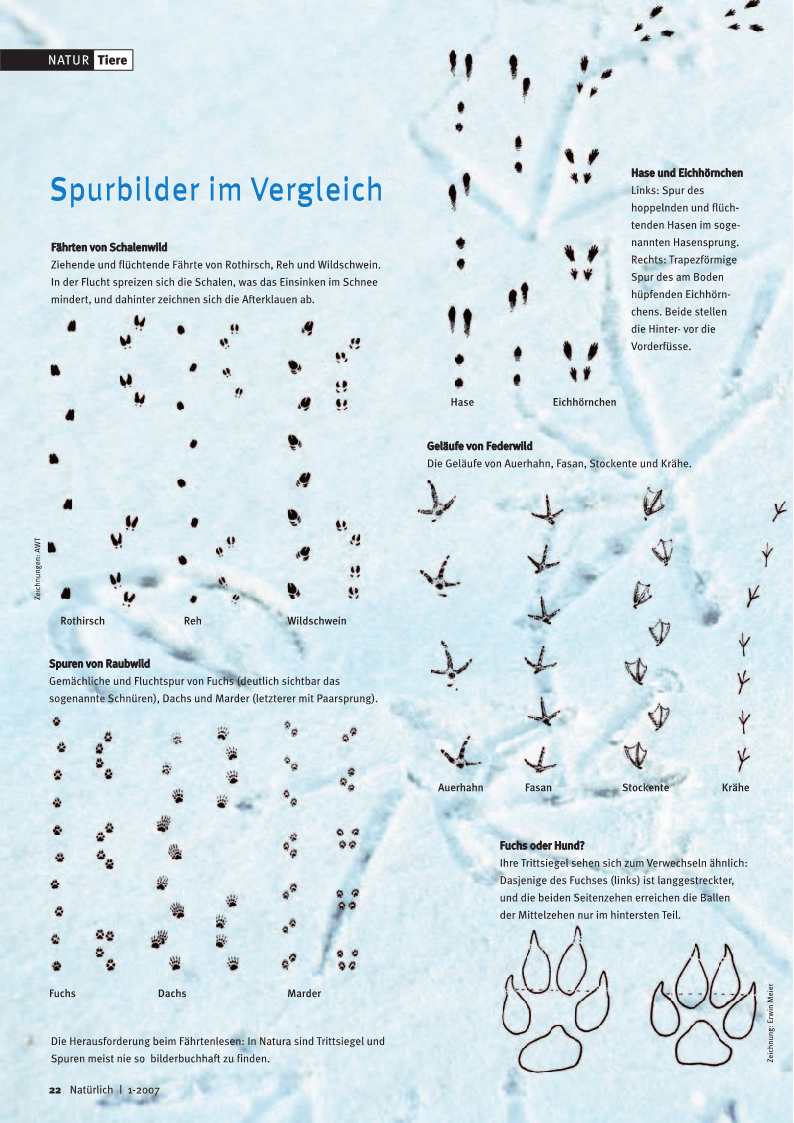 NATUR Tiere
Spurbilder im Vergleich
Fährten von Schalenwild
Ziehende und flüchtende Fährte von Rothirsch, Reh und Wildschwein.
In der Flucht spreizen sich die Schalen, was das Einsinken im Schnee
mindert, und dahinter zeichnen sich die Afterklauen ab.
Zeichnungen: AWT
Rothirsch Reh Wildschwein
Spuren von Raubwild
Gemächliche und Fluchtspur von Fuchs (deutlich sichtbar das
sogenannte Schnüren), Dachs und Marder (letzterer mit Paarsprung).
Fuchs Dachs Marder
Die Herausforderung beim Fährtenlesen: In Natura sind Trittsiegel und
Spuren meist nie so bilderbuchhaft zu finden.
Hase und Eichhörnchen
Links: Spur des
hoppelnden und flüch-
tenden Hasen im soge-
nannten Hasensprung.
Rechts: Trapezförmige
Spur des am Boden
hüpfenden Eichhörn-
chens. Beide stellen
die Hinter- vor die
Vorderfüsse.
Hase Eichhörnchen
Geläufe von Federwild
Die Geläufe von Auerhahn, Fasan, Stockente und Krähe.
Auerhahn Fasan Stockente Krähe
Fuchs oder Hund?
Ihre Trittsiegel sehen sich zum Verwechseln ähnlich:
Dasjenige des Fuchses (links) ist langgestreckter,
und die beiden Seitenzehen erreichen die Ballen
der Mittelzehen nur im hintersten Teil.
Zeichnung: Erwin Meier
22 Natürlich | 1-2007